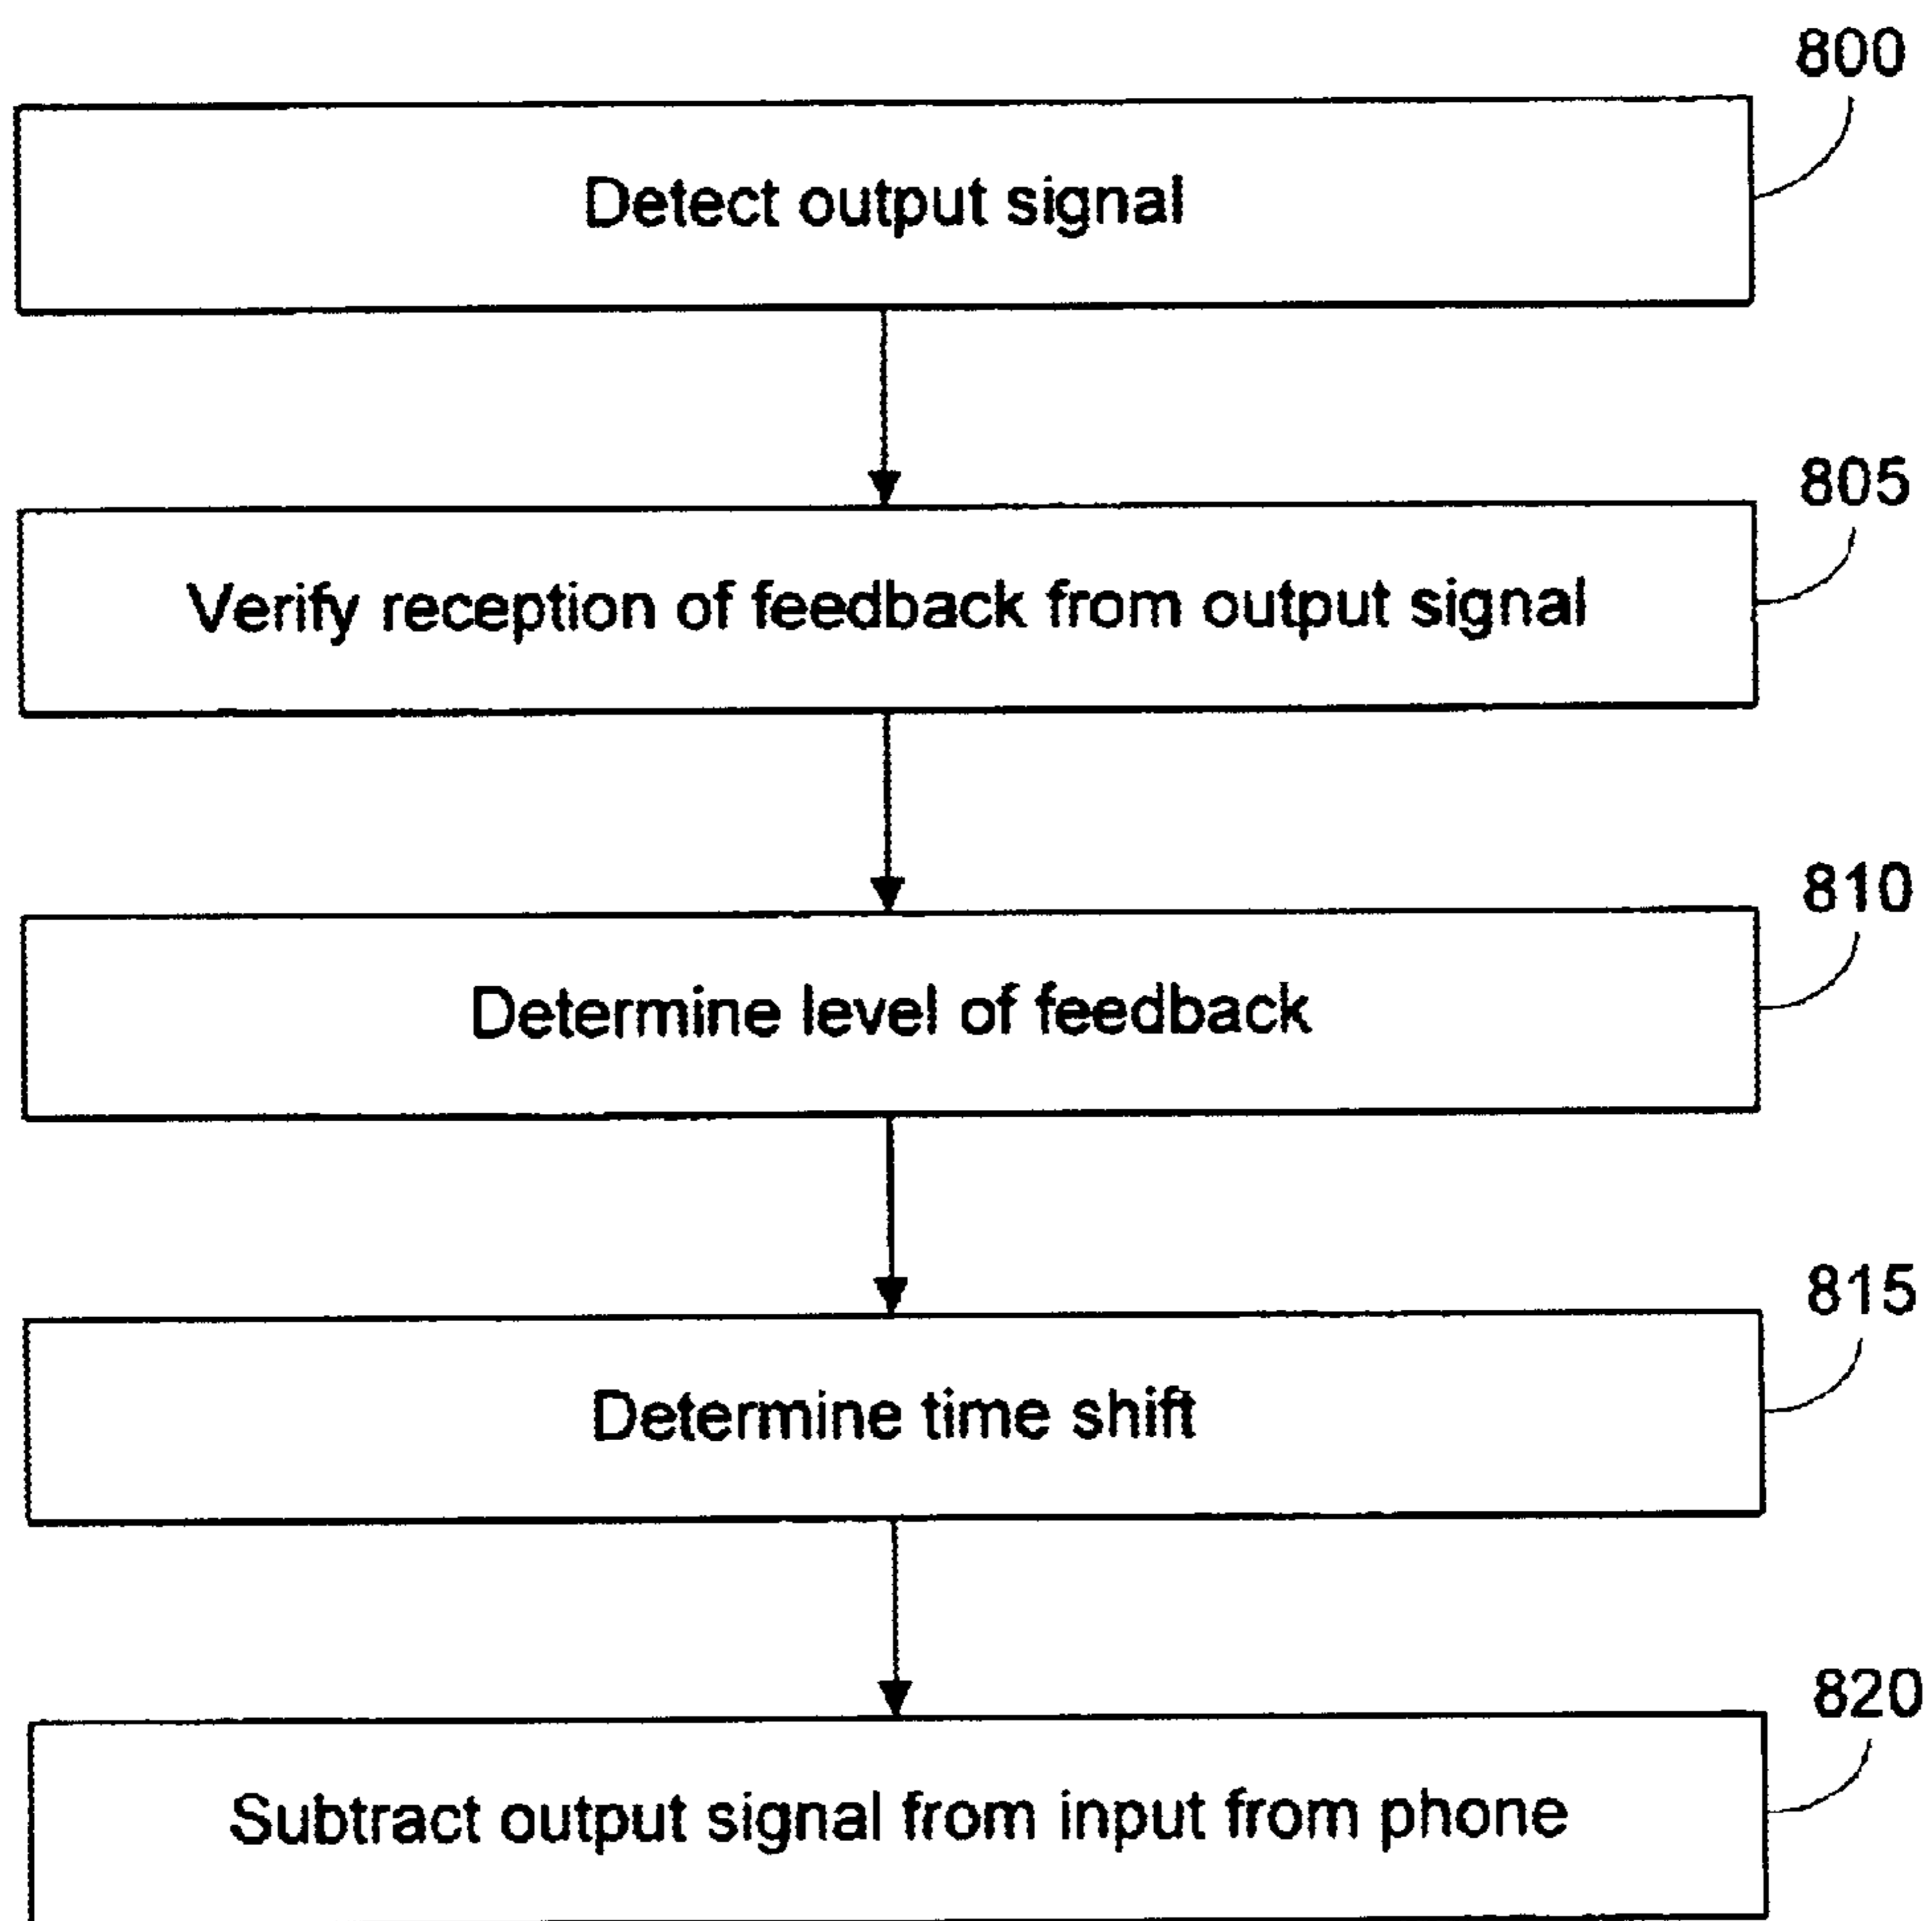 800
Detect output signal
805
Verify reception of feedback from output signal
810
Determine level of feedback
815
Determine time shift
820
Subtract output signal from input from phone